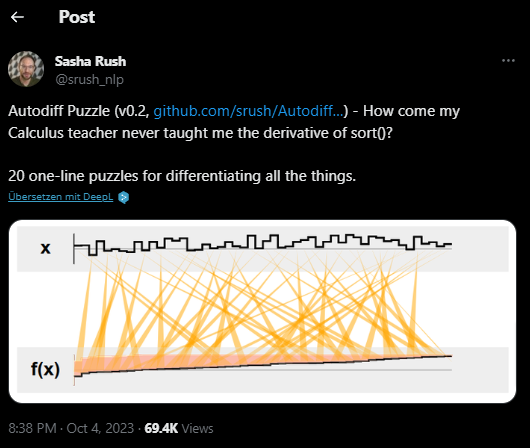 Post
Sasha Rush
@srush_nlp
Autodiff Puzzle (v0.2, github.com/srush/Autodiff...) - How come my
Calculus teacher never taught me the derivative of sort()?
20 one-line puzzles for differentiating all the things.
Übersetzen mit DeepL
x
f(x)
8:38 PM · Oct 4, 2023 · 69.4K Views